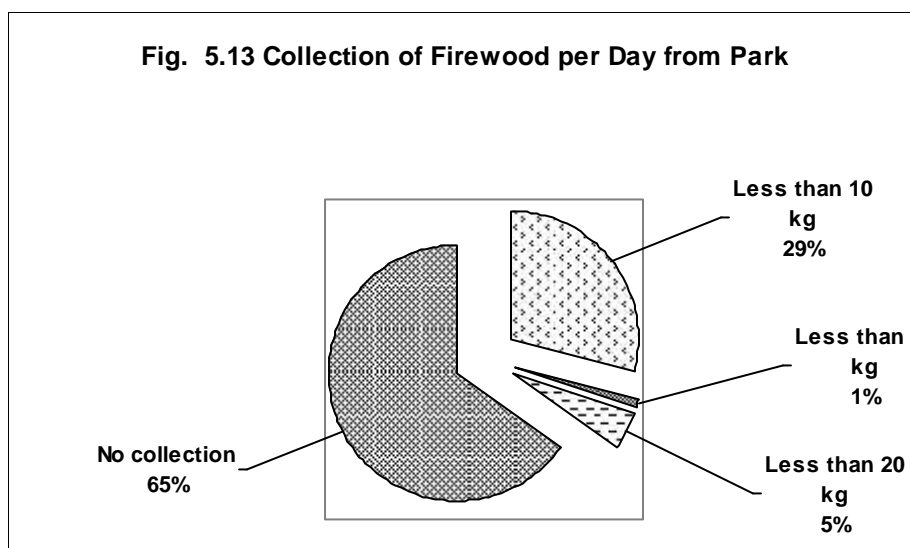 Fig. 5.13 Collection of Firewood per Day from Park
Less than 10
kg
29%
Less than
kg
1%
Less than 20
kg
5%
No collection
65%